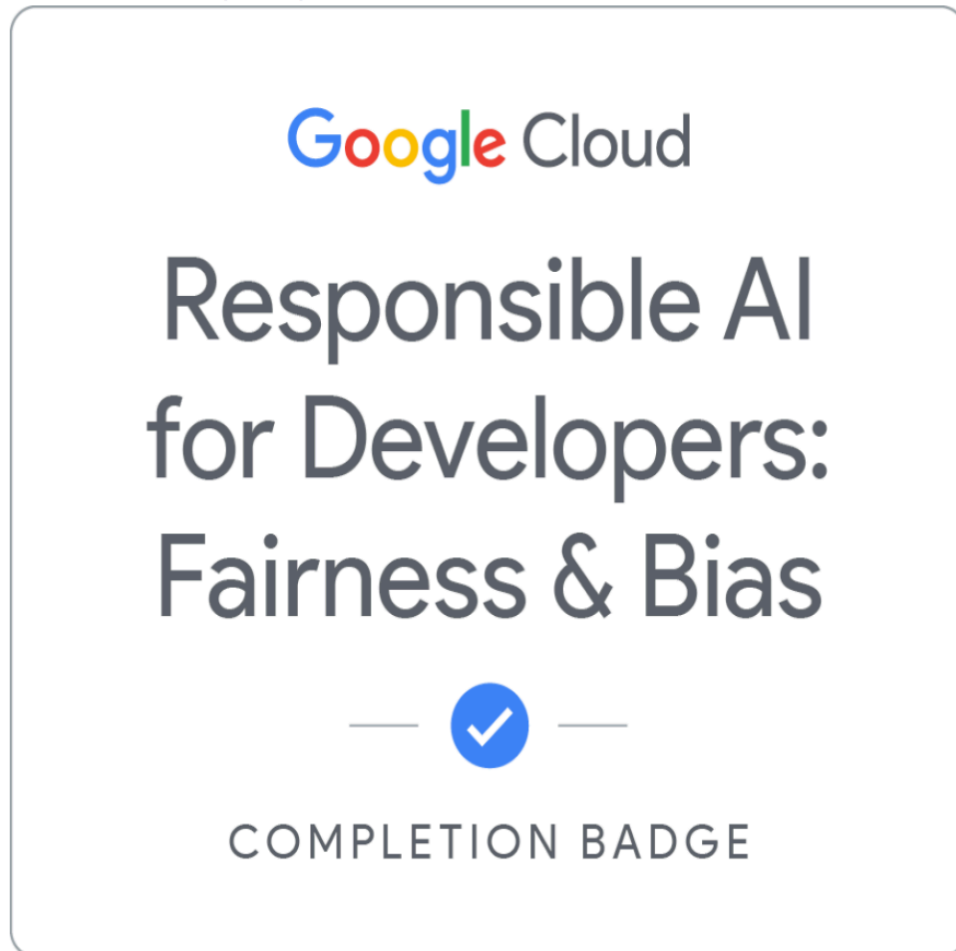 Google Cloud
Responsible AI
for Developers:
Fairness & Bias
COMPLETION BADGE